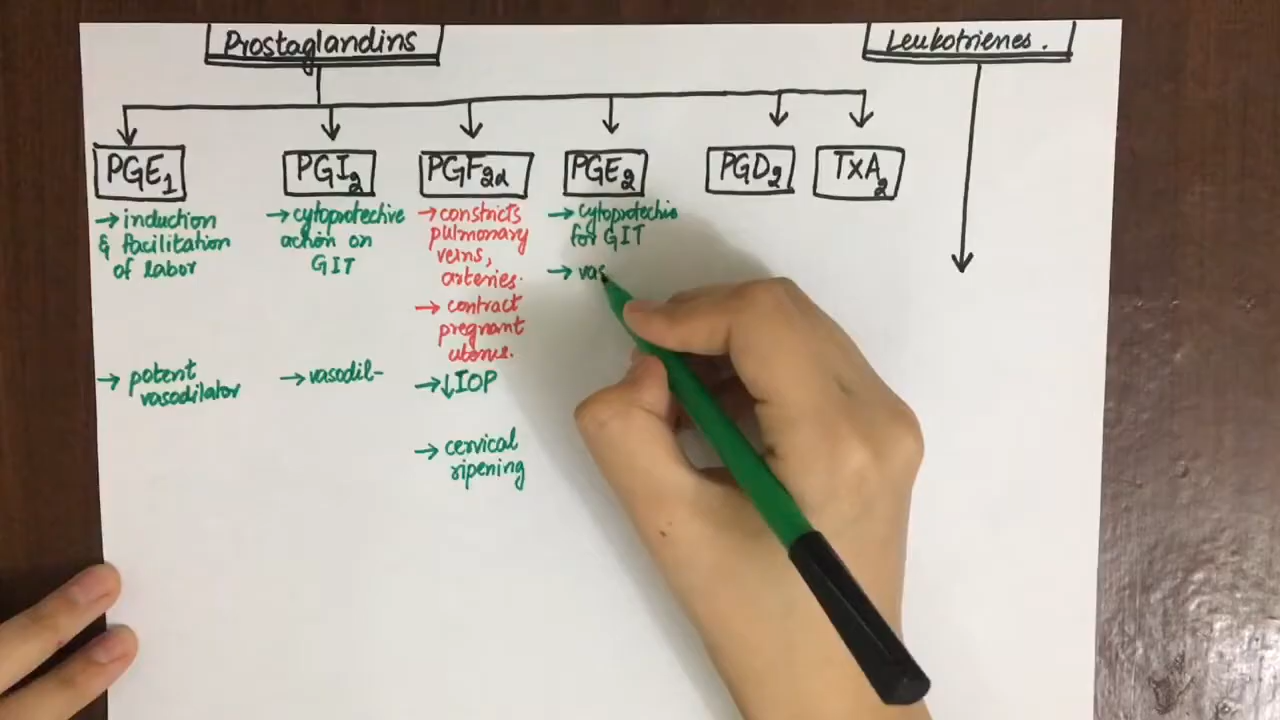 Prostaglandins
Leukotrienes.
PGE1
PGI2
PGF2α
PGE2
PGD2
TxA2
→ induction
& facilitation
of labor
→ potent
vasodilator
→ cytoprotective
action on
GIT
→ vasodil-
→ constricts
pulmonary
veins,
arteries.
→ contract
pregnant
uterus.
→ ↓IOP
→ cervical
ripening
→ cytoprotectio
for GIT
→ vas